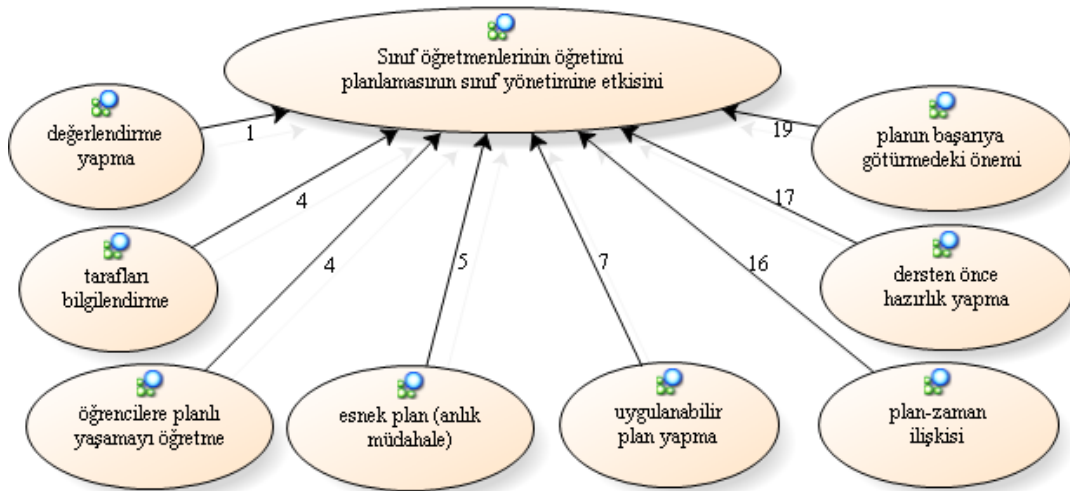 Sınıf öğretmenlerinin öğretimi
planlamasının sınıf yönetimine etkisini
değerlendirme
yapma
1
19
planın başarıya
götürmedeki önemi
tarafları
bilgilendirme
4
17
dersten önce
hazırlık yapma
öğrencilere planlı
yaşamayı öğretme
4
esnek plan (anlık
müdahale)
5
uygulanabilir
plan yapma
7
plan-zaman
ilişkisi
16